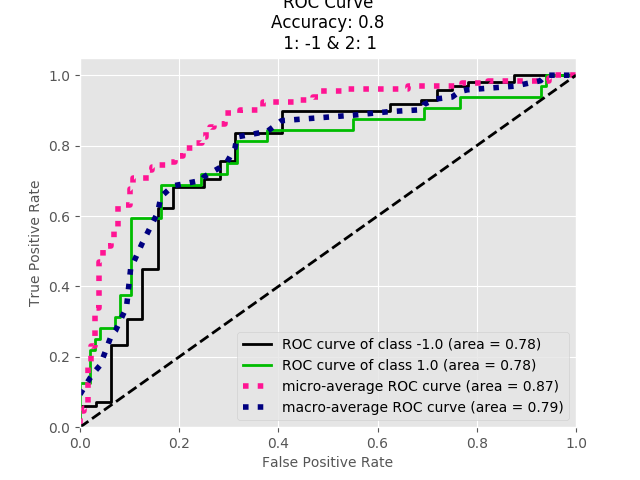 ROC Curve
Accuracy: 0.8
1: -1 & 2: 1
True Positive Rate
1.0
0.8
0.6
0.4
0.2
0.0
ROC curve of class -1.0 (area = 0.78)
ROC curve of class 1.0 (area = 0.78)
micro-average ROC curve (area = 0.87)
macro-average ROC curve (area = 0.79)
0.0 0.2 0.4 0.6 0.8 1.0
False Positive Rate